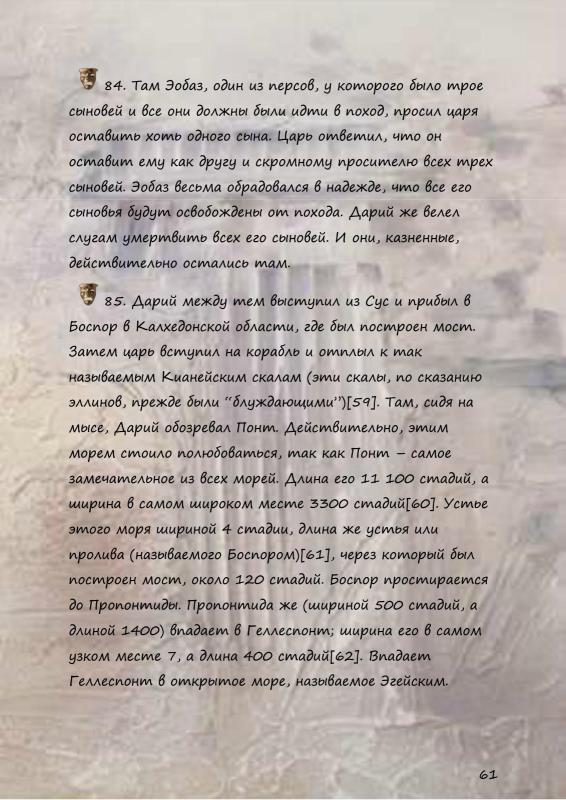 84. Там Эобаз, один из персов, у которого было трое
сыновей и все они должны были идти в поход, просил царя
оставить хоть одного сына. Царь ответил, что он
оставит ему как другу и скромному просителю всех трех
сыновей. Эобаз весьма обрадовался в надежде, что все его
сыновья будут освобождены от похода. Дарий же велел
слугам умертвить всех его сыновей. И они, казненные,
действительно остались там.
85. Дарий между тем выступил из Сус и прибыл в
Боспор в Калхедонской области, где был построен мост.
Затем царь вступил на корабль и отплыл к так
называемым Кианейским скалам (эти скалы, по сказанию
эллинов, прежде были “блуждающими”)[59]. Там, сидя на
мысе, Дарий обозревал Понт. Действительно, этим
морем стоило полюбоваться, так как Понт – самое
замечательное из всех морей. Длина его 11 100 стадий, а
ширина в самом широком месте 3300 стадий[60]. Устье
этого моря шириной 4 стадии, длина же устья или
пролива (называемого Боспором)[61], через который был
построен мост, около 120 стадий. Боспор простирается
до Пропонтиды. Пропонтида же (шириной 500 стадий, а
длиной 1400) впадает в Геллеспонт; ширина его в самом
узком месте 7, а длина 400 стадий[62]. Впадает
Геллеспонт в открытое море, называемое Эгейским.
61